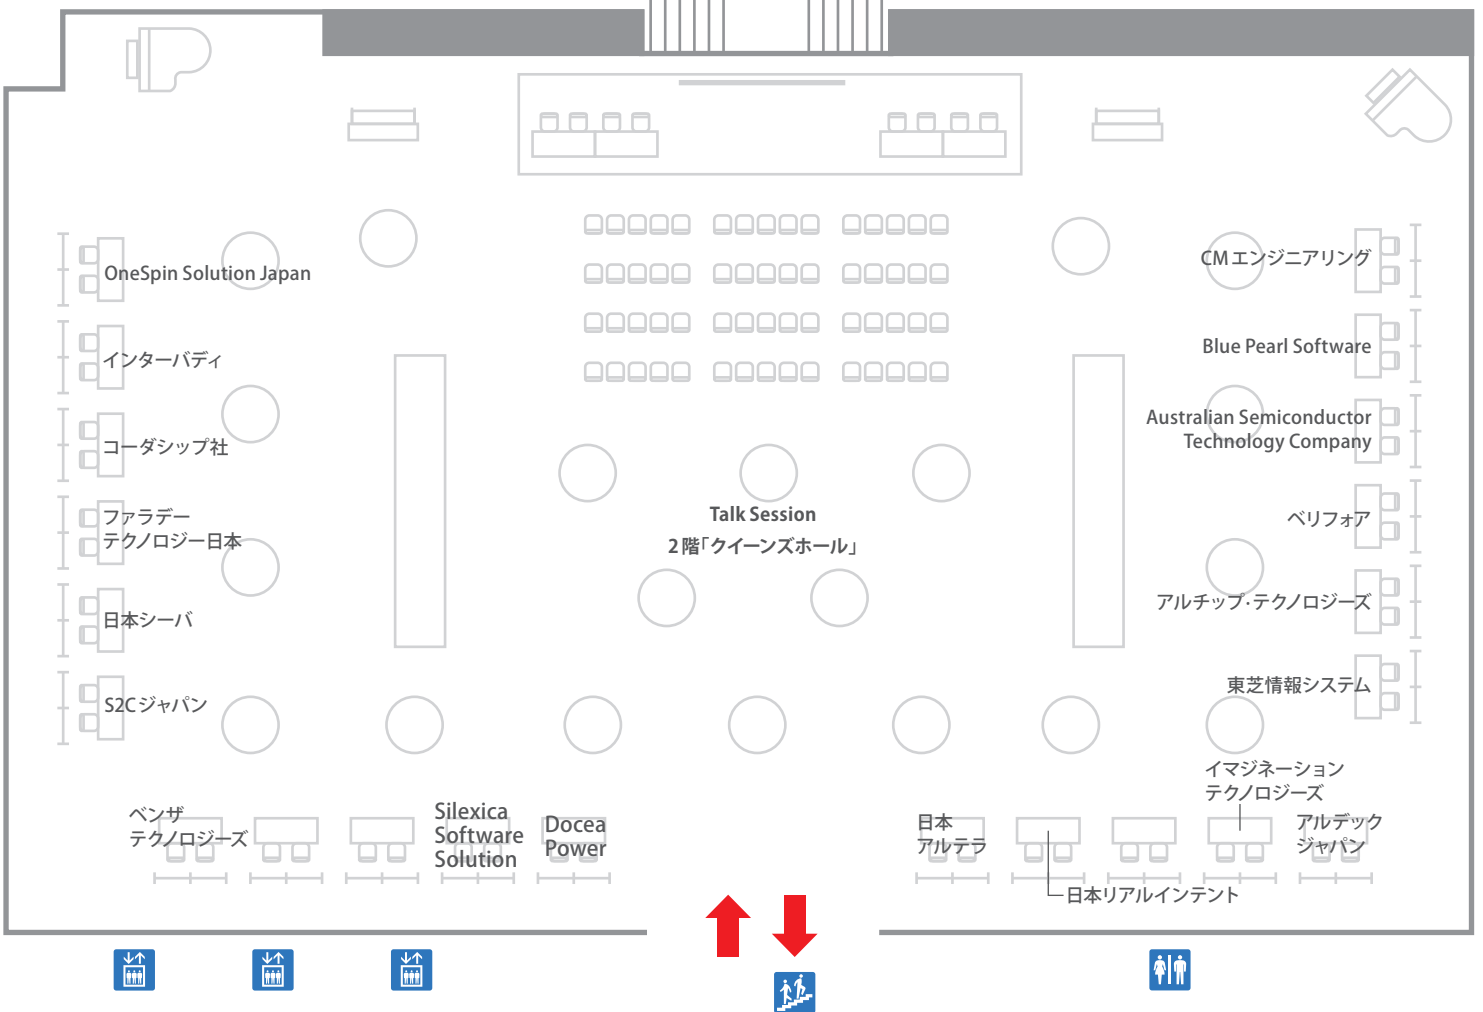 OneSpin Solution Japan
インターバディ
コーダシップ社
ファラデー
テクノロジー日本
日本シーバ
S2Cジャパン
CMエンジニアリング
Blue Pearl Software
Australian Semiconductor
Technology Company
ベリフォア
アルチップ・テクノロジーズ
東芝情報システム
Talk Session
2階「クイーンズホール」
ベンザ
テクノロジーズ
Silexica
Software
Solution
Docea
Power
日本
アルテラ
日本リアルインテント
イマジネーション
テクノロジーズ
アルデック
ジャパン